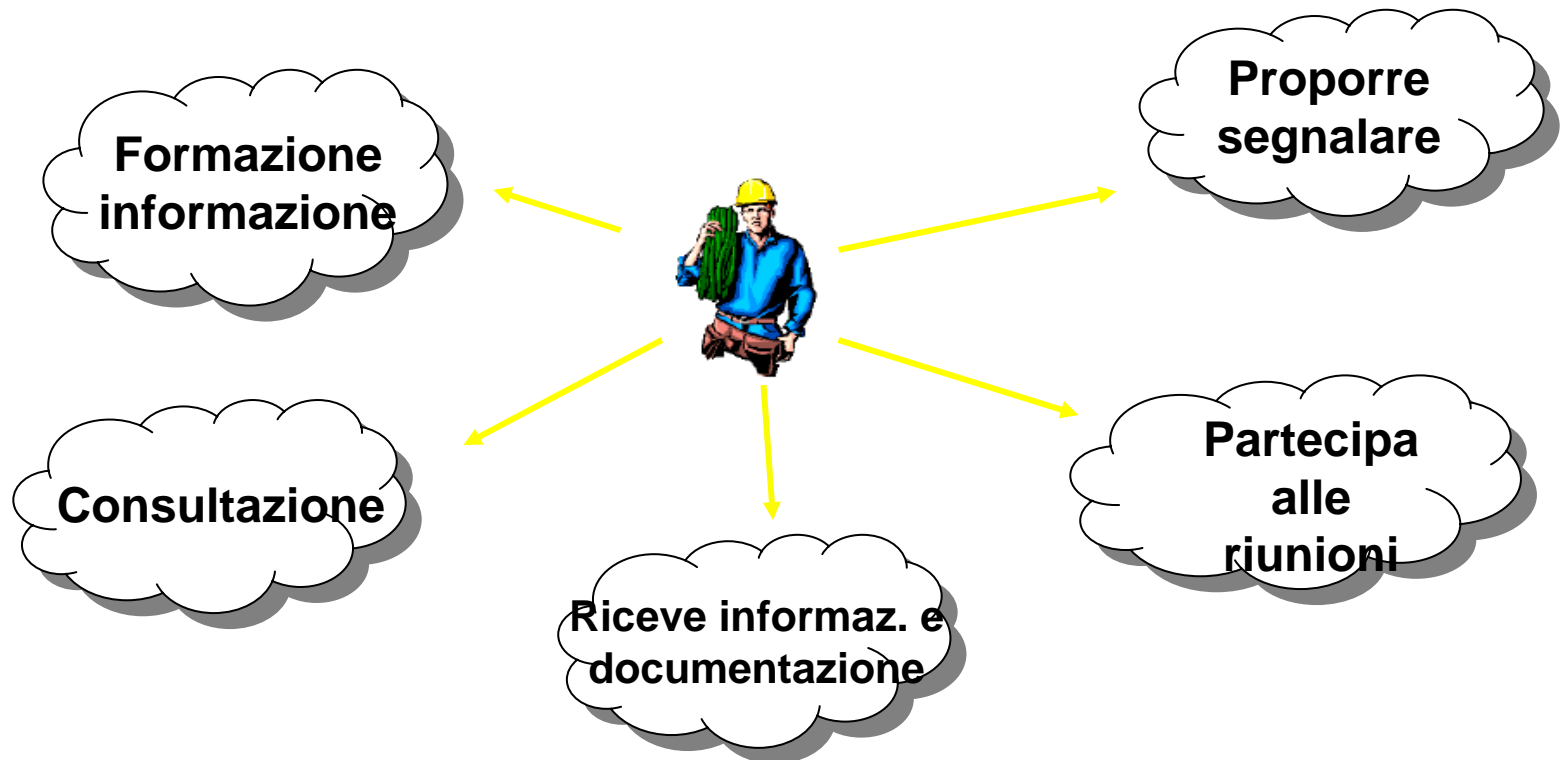 Formazione
informazione
Proporre
segnalare
Consultazione
Riceve informaz. e
documentazione
Partecipa
alle
riunioni